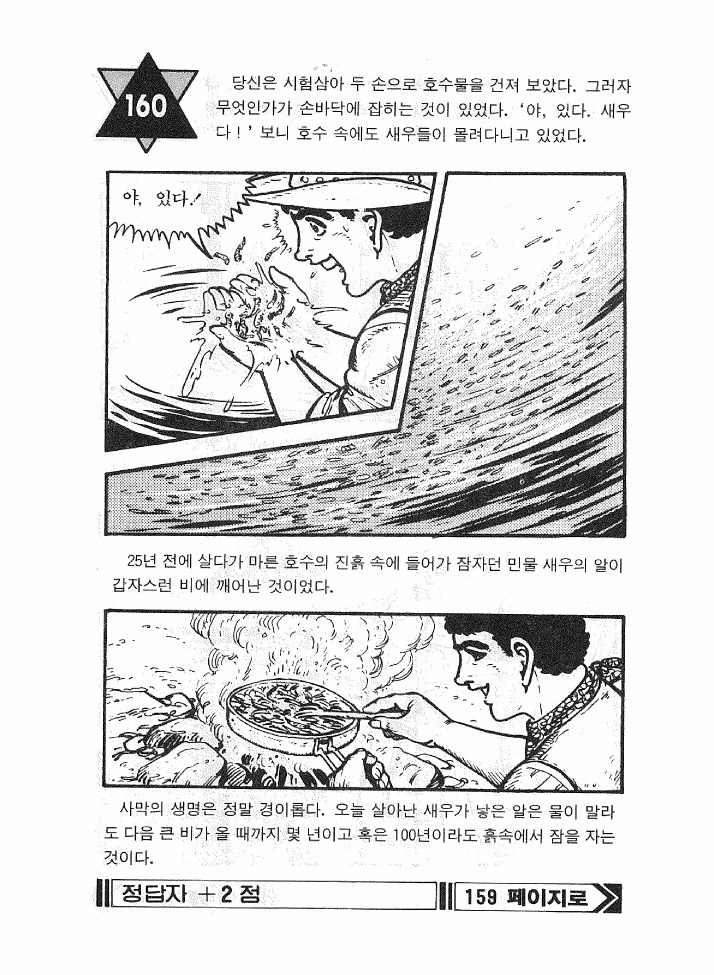 160
당신은 시험삼아 두 손으로 호수물을 건져 보았다. 그러자
무엇인가가 손바닥에 잡히는 것이 있었다. ‘야, 있다. 새우
다!’ 보니 호수 속에도 새우들이 몰려다니고 있었다.
야, 있다!
25년 전에 살다가 마른 호수의 진흙 속에 들어가 잠자던 민물 새우의 알이
갑자스런 비에 깨어난 것이었다.
사막의 생명은 정말 경이롭다. 오늘 살아난 새우가 낳은 알은 물이 말라
도 다음 큰 비가 올 때까지 몇 년이고 혹은 100년이라도 흙속에서 잠을 자는
것이다.
정답자 +2점
159 페이지로